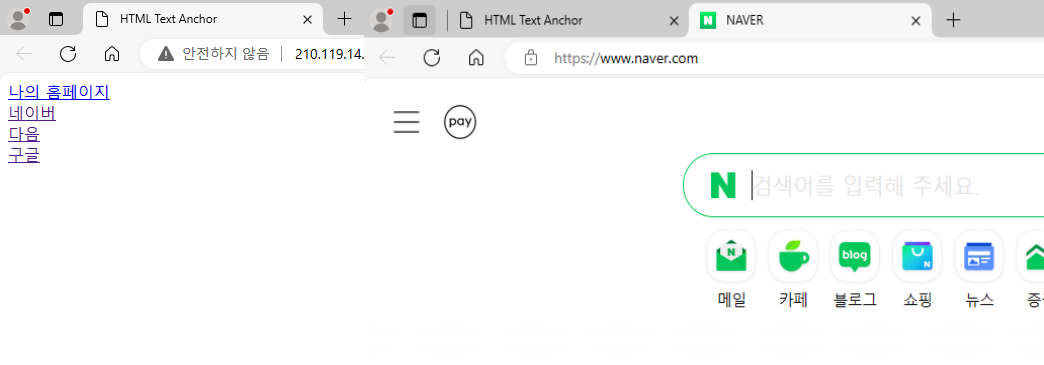 HTML Text Anchor
안전하지 않음 210.119.14.
나의 홈페이지
네이버
다음
구글
HTML Text Anchor
NAVER
https://www.naver.com
pay
N 검색어를 입력해 주세요.
N
blog
N
메일 카페 블로그 쇼핑 뉴스